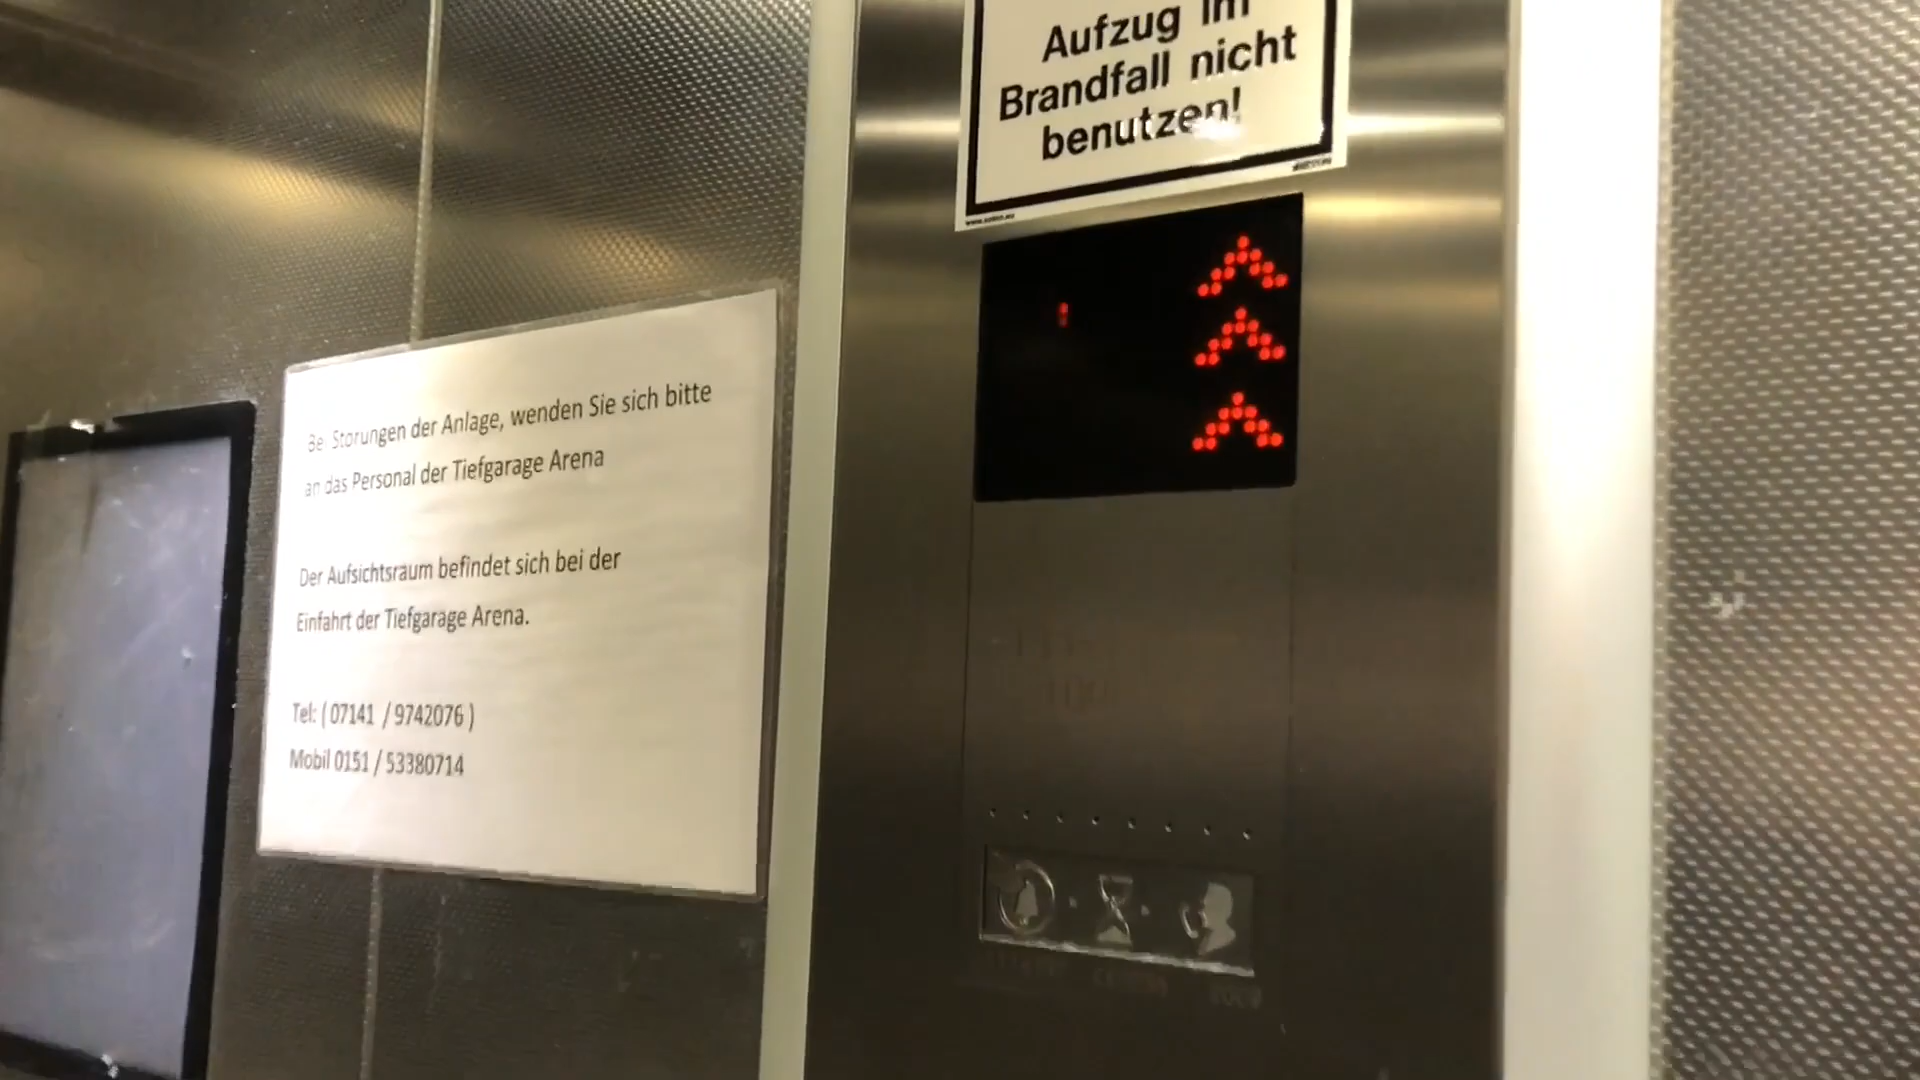 Aufzug im
Brandfall nicht
benutzen!
Bei Störungen der Anlage, wenden Sie sich bitte
an das Personal der Tiefgarage Arena
Der Aufsichtsraum befindet sich bei der
Einfahrt der Tiefgarage Arena.
Tel: ( 07141 / 9742076 )
Mobil 0151 / 53380714